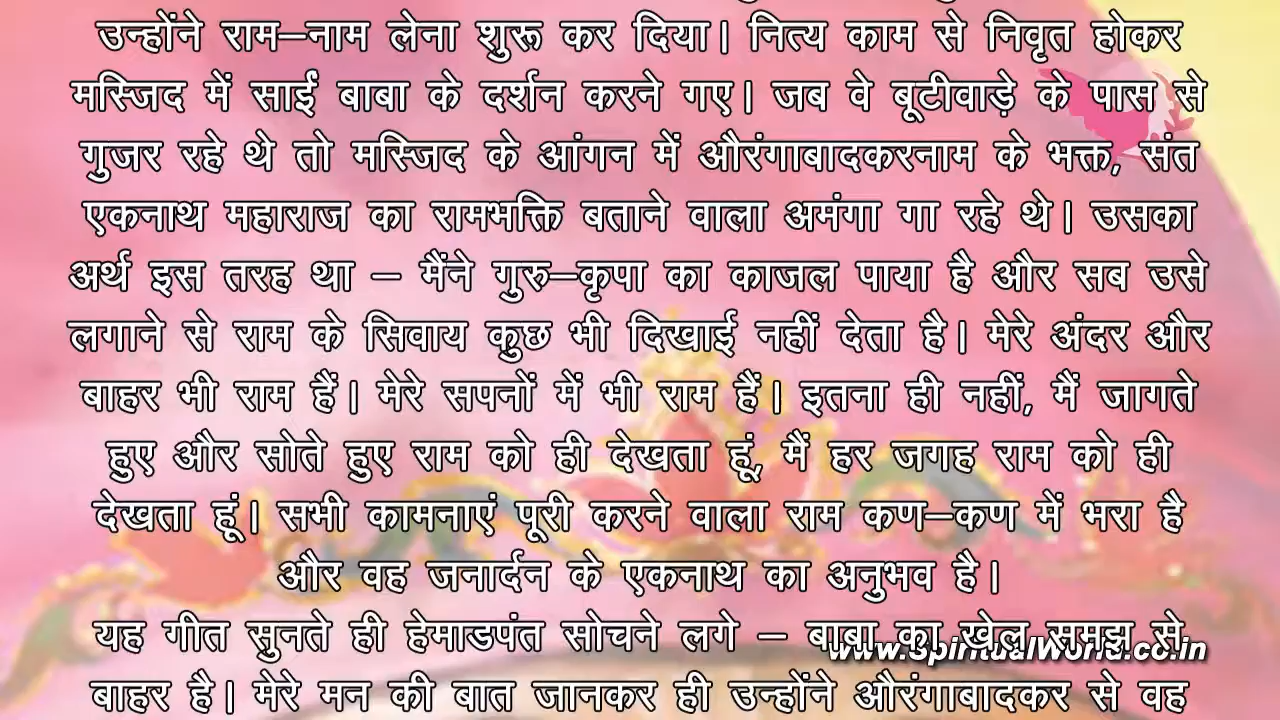 उन्होंने राम–नाम लेना शुरू कर दिया। नित्य काम से निवृत होकर
मस्जिद में साईं बाबा के दर्शन करने गए। जब वे बूटीवाड़े के पास से
गुजर रहे थे तो मस्जिद के आंगन में औरंगाबादकरनाम के भक्त, संत
एकनाथ महाराज का रामभक्ति बताने वाला अमंगा गा रहे थे। उसका
अर्थ इस तरह था – मैंने गुरु–कृपा का काजल पाया है और सब उसे
लगाने से राम के सिवाय कुछ भी दिखाई नहीं देता है। मेरे अंदर और
बाहर भी राम हैं। मेरे सपनों में भी राम हैं। इतना ही नहीं, मैं जागते
हुए और सोते हुए राम को ही देखता हूं, मैं हर जगह राम को ही
देखता हूं। सभी कामनाएं पूरी करने वाला राम कण–कण में भरा है
और वह जनार्दन के एकनाथ का अनुभव है।
यह गीत सुनते ही हेमाडपंत सोचने लगे – बाबा का खेल समझ से
www.SpiritualWorld.co.in
बाहर है। मेरे मन की बात जानकर ही उन्होंने औरंगाबादकर से वह